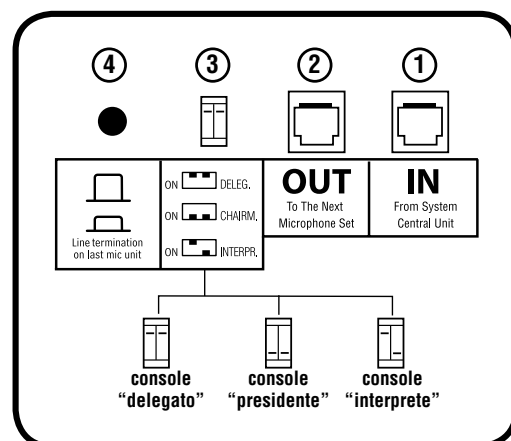 4 3 2 1
ON DELEG.
ON CHAIRM.
ON INTERPR.
Line termination
on last mic unit
OUT
To The Next
Microphone Set
IN
From System
Central Unit
console
“delegato”
console
“presidente”
console
“interprete”